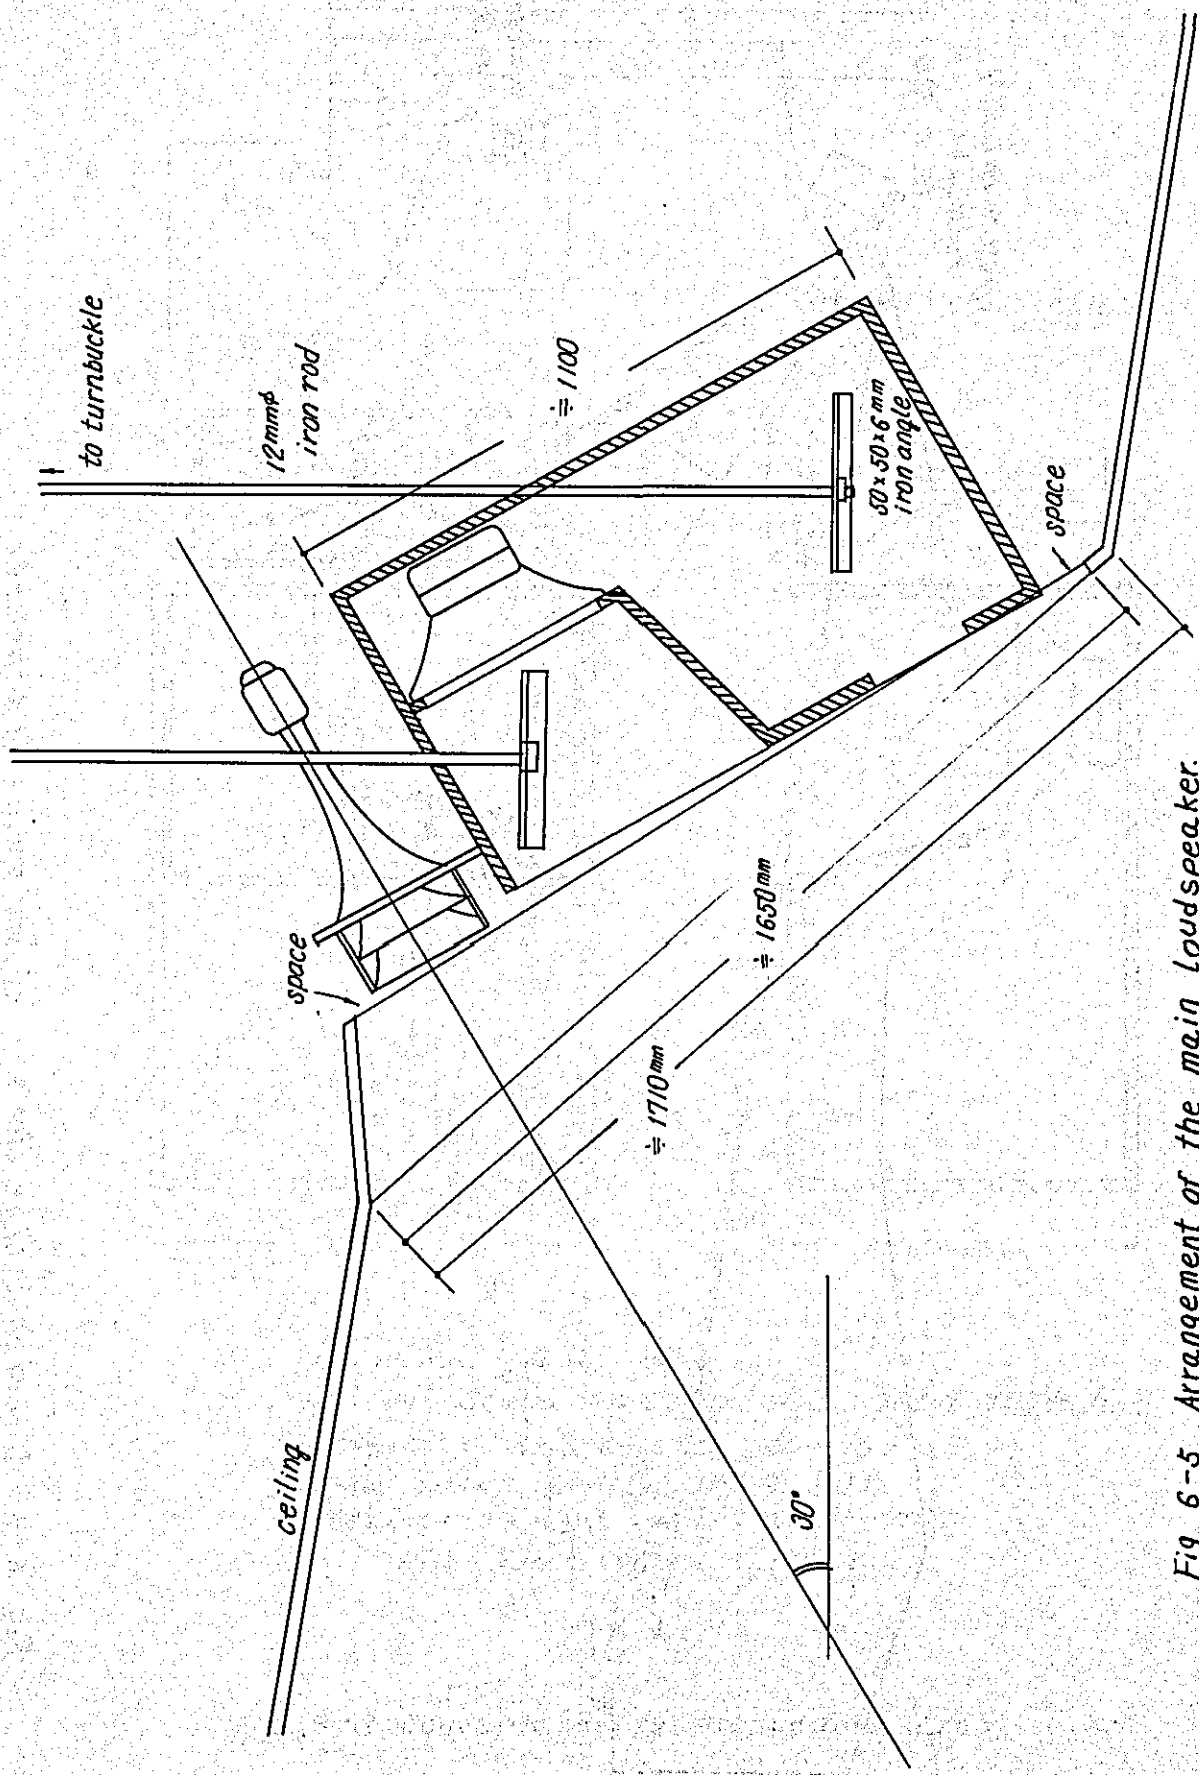 to turnbuckle
12mmφ
iron rod
≒ 1100
50×50×6 mm
iron angle
space
space
≒ 1650mm
≒ 1710mm
ceiling
30°
Fig 6-5 Arrangement of the main Loudspeaker.